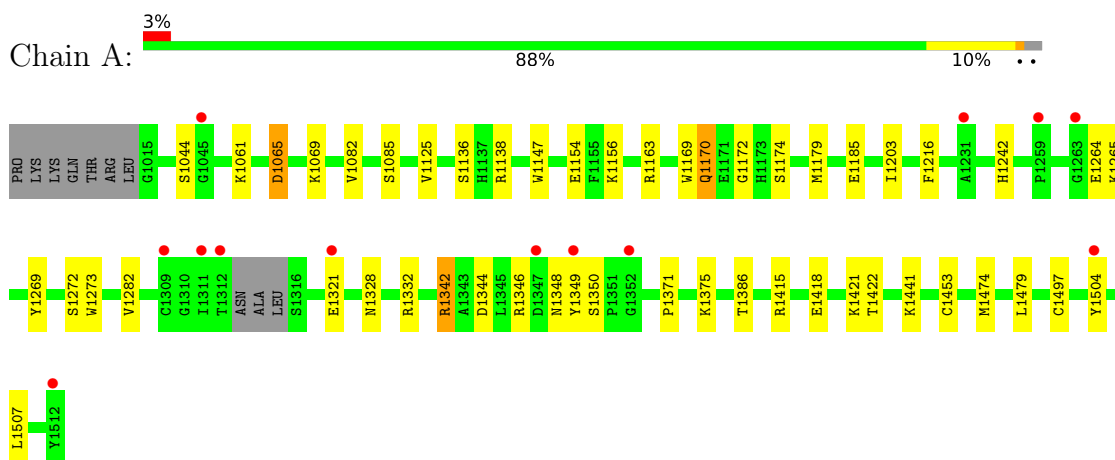 3%
Chain A:
88% 10% • •
PRO LYS LYS GLN THR ARG LEU G1015 S1044 G1045 K1061 D1065 K1069 V1082 S1085 V1125 S1136 H1137 R1138 W1147 E1154 F1155 K1156 R1163 W1169 Q1170 E1171 G1172 H1173 S1174 M1179 E1185 I1203 F1216 A1231 H1242 P1259 G1263 E1264 K1265
Y1269 S1272 W1273 V1282 C1309 G1310 I1311 T1312 ASN ALA LEU S1316 E1321 N1328 R1332 R1342 A1343 D1344 L1345 R1346 D1347 N1348 Y1349 S1350 P1351 G1352 P1371 K1375 T1386 R1415 E1418 K1421 T1422 K1441 C1453 M1474 L1479 C1497 Y1504
L1507 Y1512